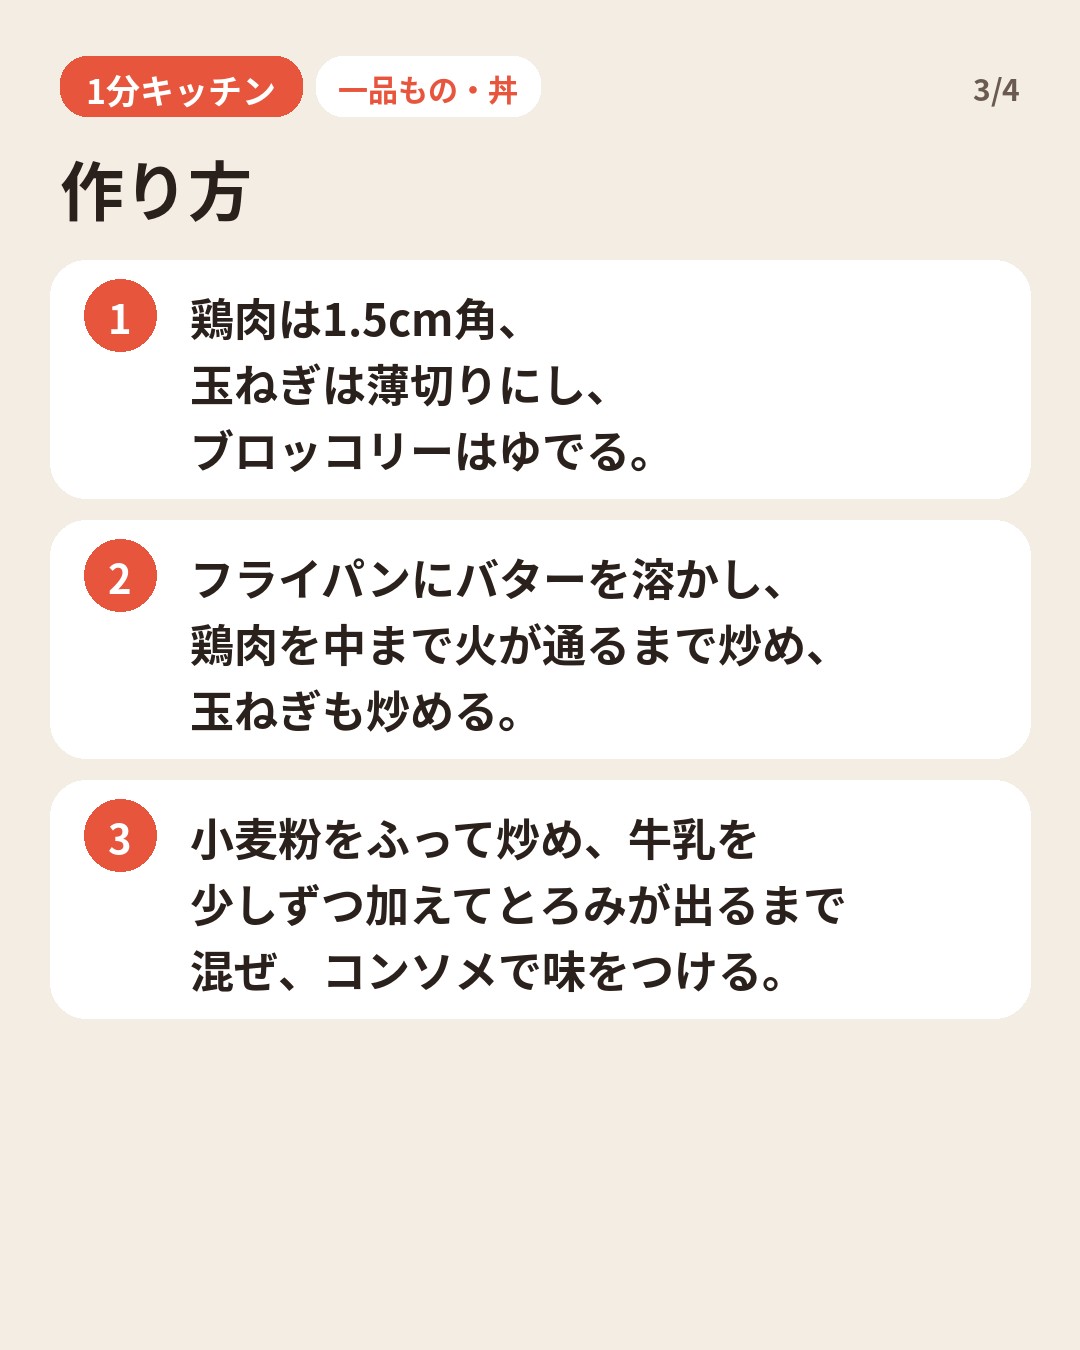 1分キッチン
一品もの・丼
3/4
作り方
1
鶏肉は1.5cm角、
玉ねぎは薄切りにし、
ブロッコリーはゆでる。
2
フライパンにバターを溶かし、
鶏肉を中まで火が通るまで炒め、
玉ねぎも炒める。
3
小麦粉をふって炒め、牛乳を
少しずつ加えてとろみが出るまで
混ぜ、コンソメで味をつける。